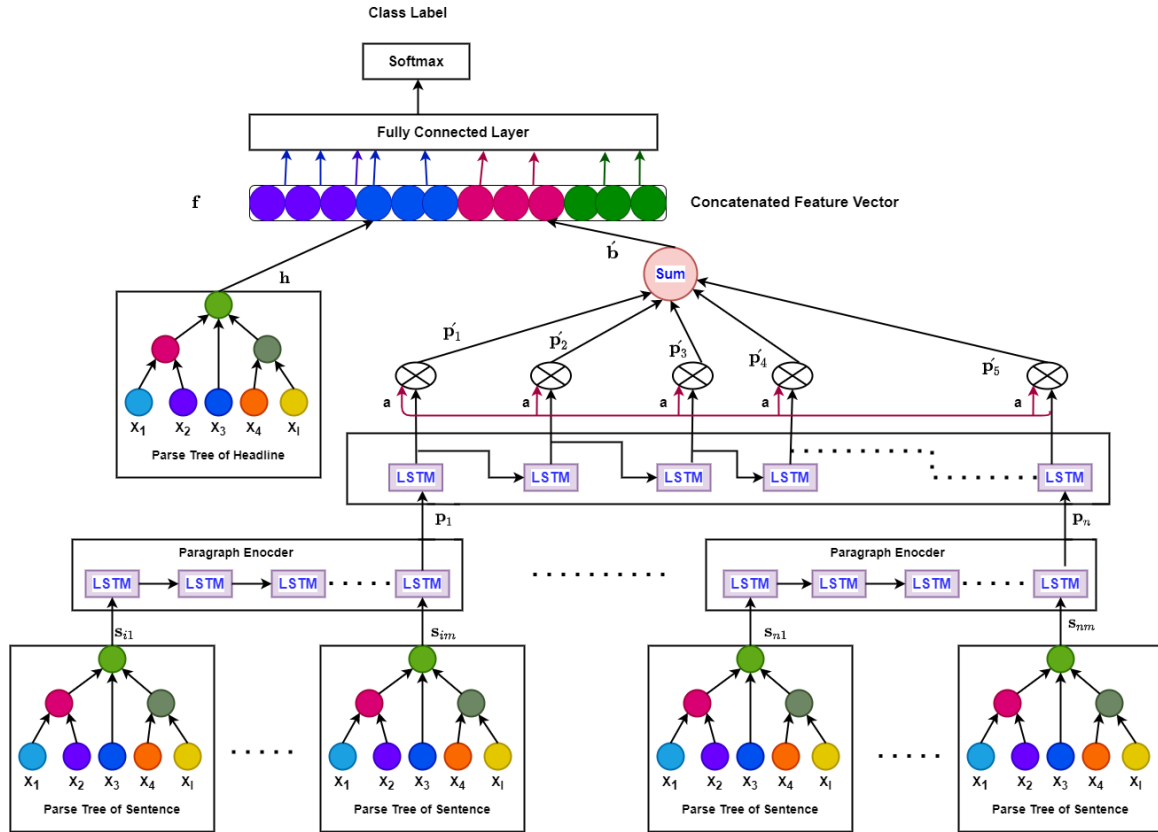 Class Label
Softmax
Fully Connected Layer
f
Concatenated Feature Vector
b́
Sum
h
ṕ1
ṕ2
ṕ3
ṕ4
ṕ5
a a a a a
X1 X2 X3 X4 Xl
Parse Tree of Headline
LSTM LSTM LSTM LSTM LSTM
p1 pn
Paragraph Enocder
LSTM LSTM LSTM LSTM
Paragraph Enocder
LSTM LSTM LSTM LSTM
si1 sim sn1 snm
X1 X2 X3 X4 Xl
Parse Tree of Sentence
X1 X2 X3 X4 Xl
Parse Tree of Sentence
X1 X2 X3 X4 Xl
Parse Tree of Sentence
X1 X2 X3 X4 Xl
Parse Tree of Sentence